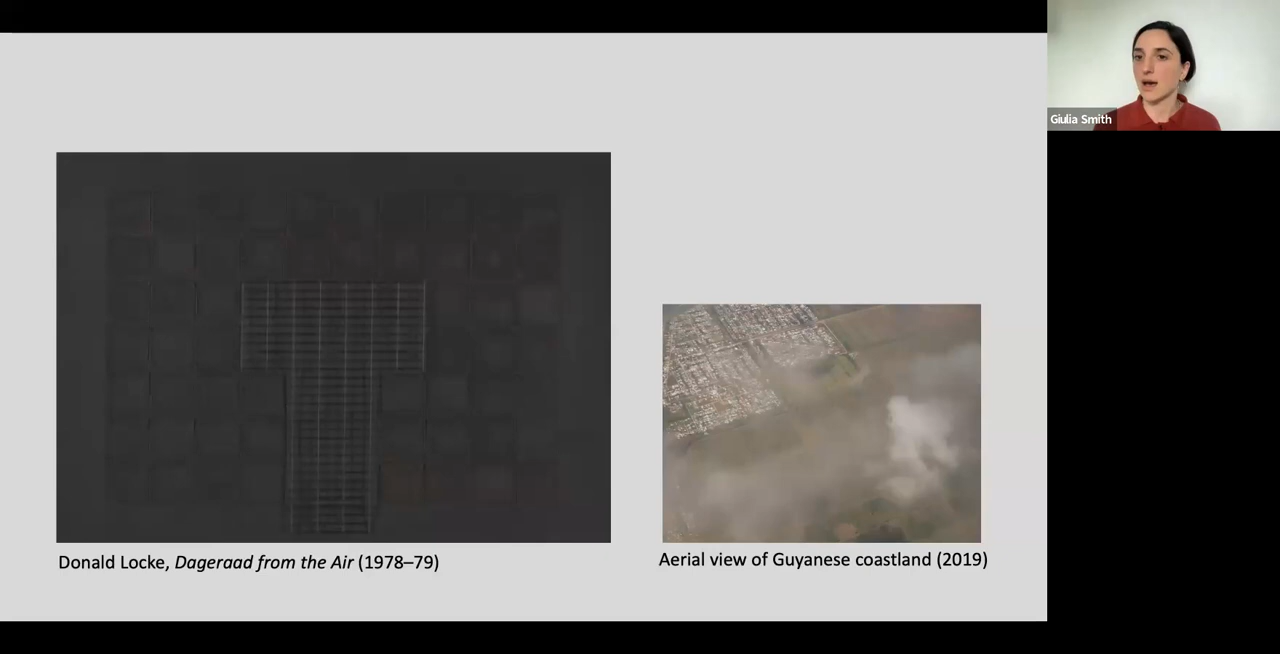 Giulia Smith
Donald Locke, Dageraad from the Air (1978–79)
Aerial view of Guyanese coastland (2019)